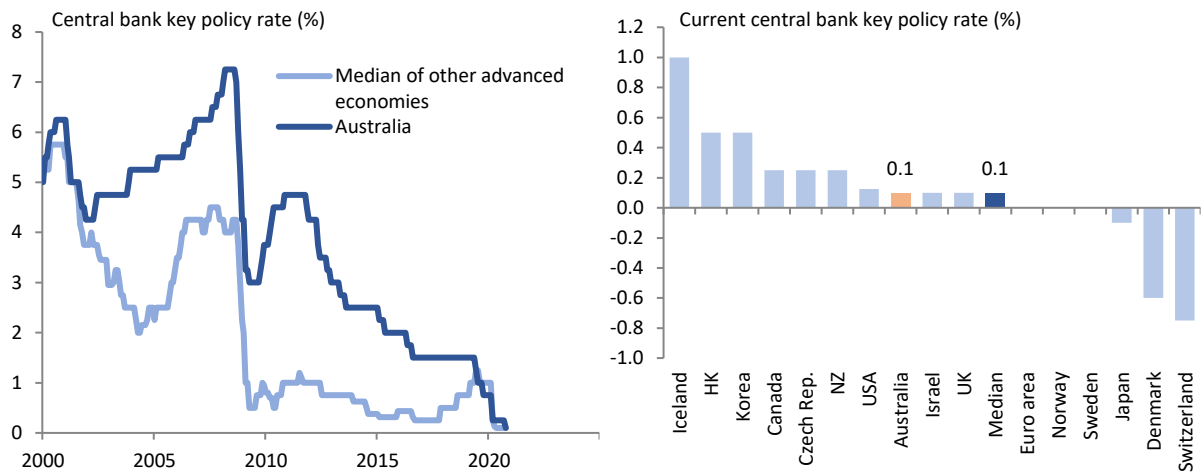 Central bank key policy rate (%)
8
7
6
5
4
3
2
1
0
2000
2005
2010
2015
2020
Median of other advanced
economies
Australia
Current central bank key policy rate (%)
1.2
1.0
0.8
0.6
0.4
0.2
0.0
-0.2
-0.4
-0.6
-0.8
-1.0
0.1
0.1
Iceland
HK
Korea
Canada
Czech Rep.
NZ
USA
Australia
Israel
UK
Median
Euro area
Norway
Sweden
Japan
Denmark
Switzerland